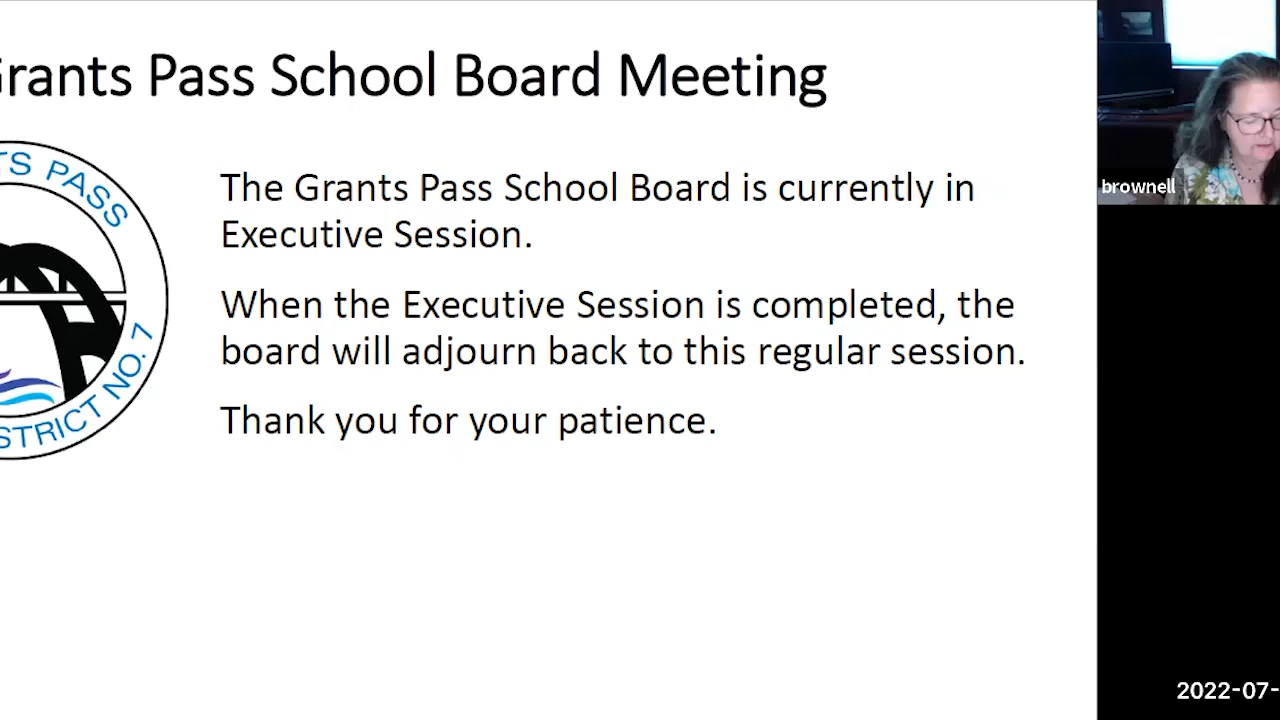 Grants Pass School Board Meeting
TS PASS
The Grants Pass School Board is currently in
Executive Session.
When the Executive Session is completed, the
board will adjourn back to this regular session.
Thank you for your patience.
STRICT NO. 7
brownell
2022-07-